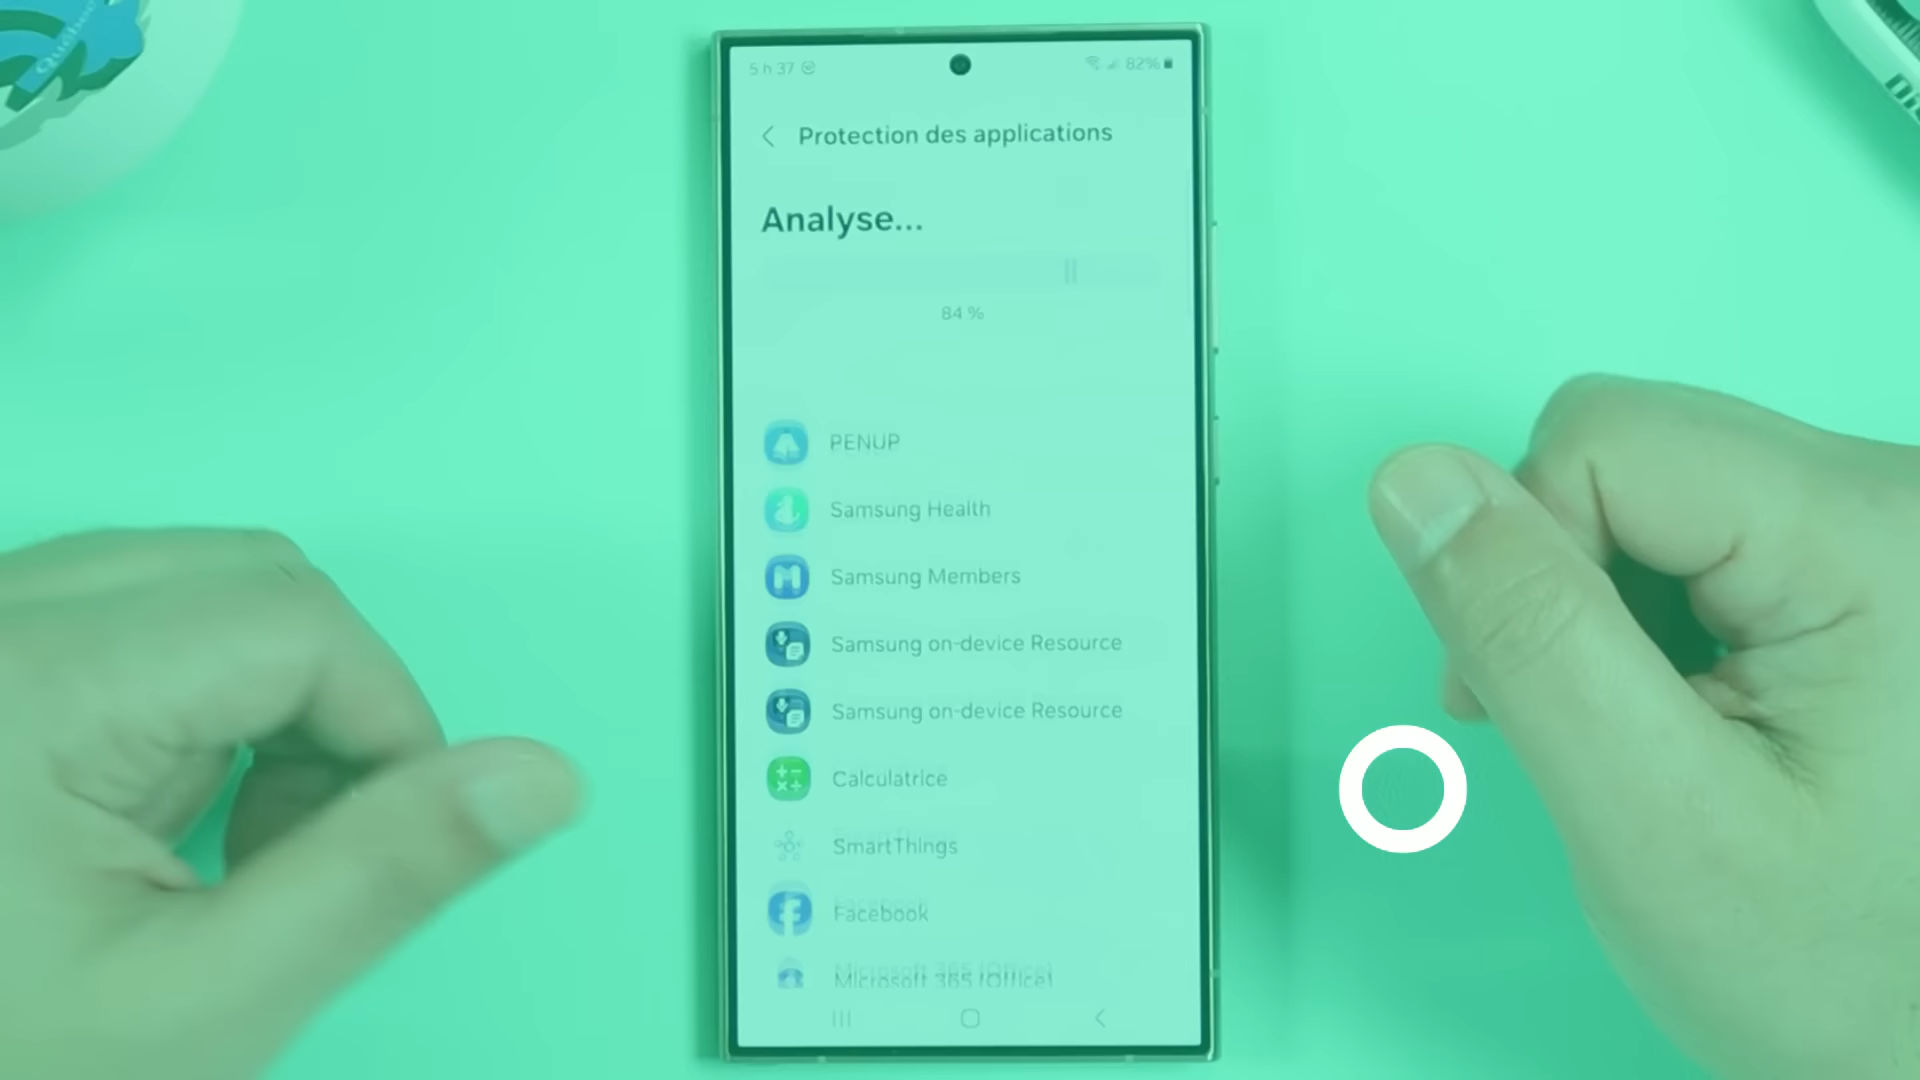 Québec
5 h 37
82%
Protection des applications
Analyse...
84 %
PENUP
Samsung Health
Samsung Members
Samsung on-device Resource
Samsung on-device Resource
Calculatrice
SmartThings
Facebook
Microsoft 365 (Office)